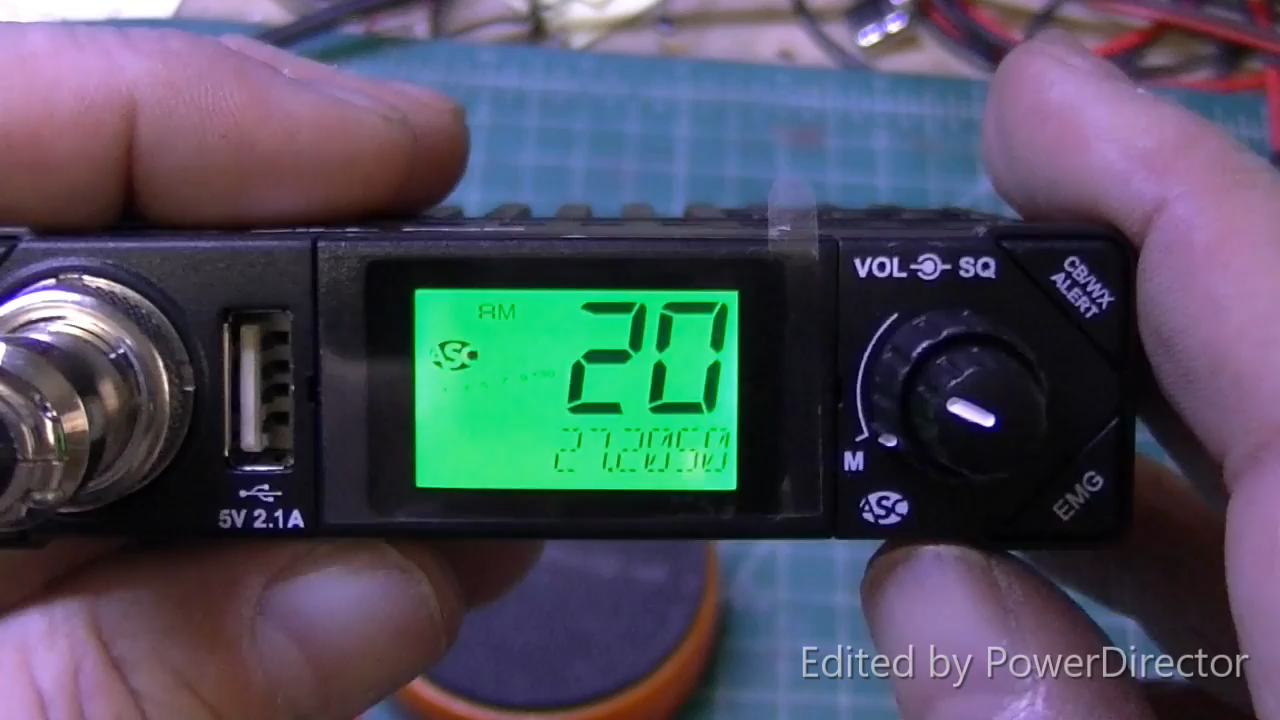 VOL SQ
CB/WX
ALERT
AM
20
ASC
27.2050
M
ASC
EMG
5V 2.1A
Edited by PowerDirector